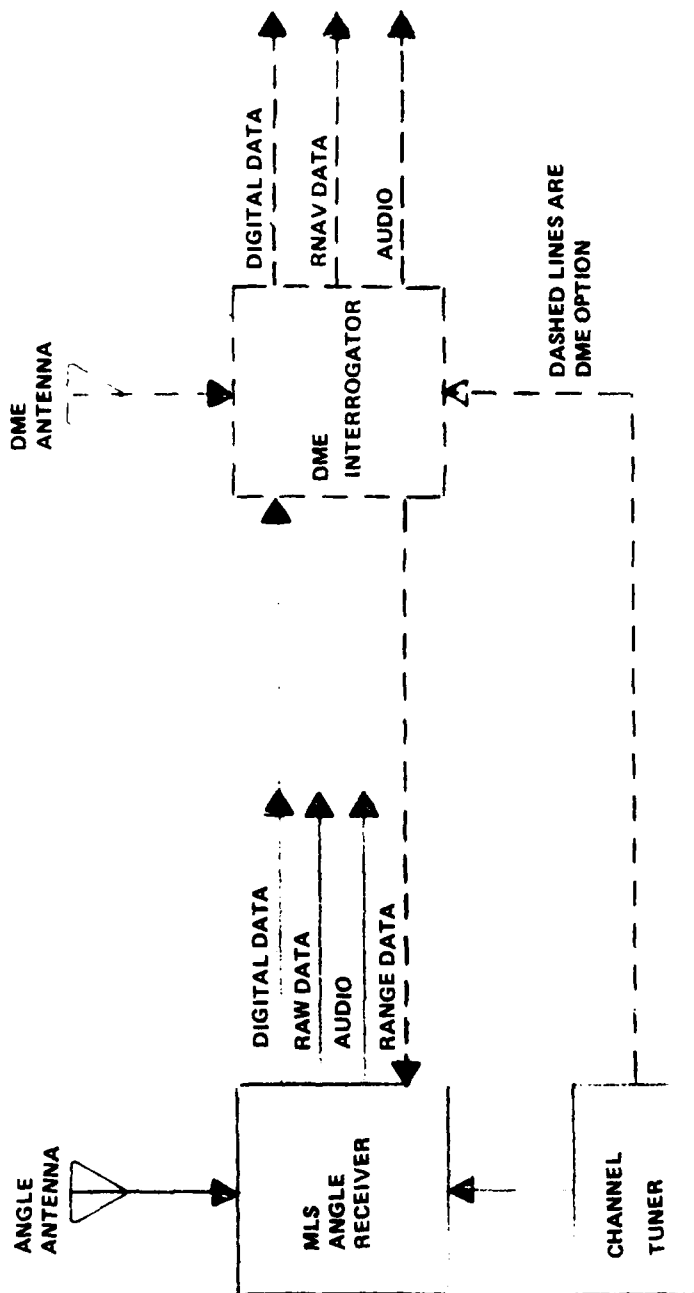 ANGLE
ANTENNA
DME
ANTENNA
MLS
ANGLE
RECEIVER
DIGITAL DATA
RAW DATA
AUDIO
RANGE DATA
DME
INTERROGATOR
DIGITAL DATA
RNAV DATA
AUDIO
CHANNEL
TUNER
DASHED LINES ARE
DME OPTION